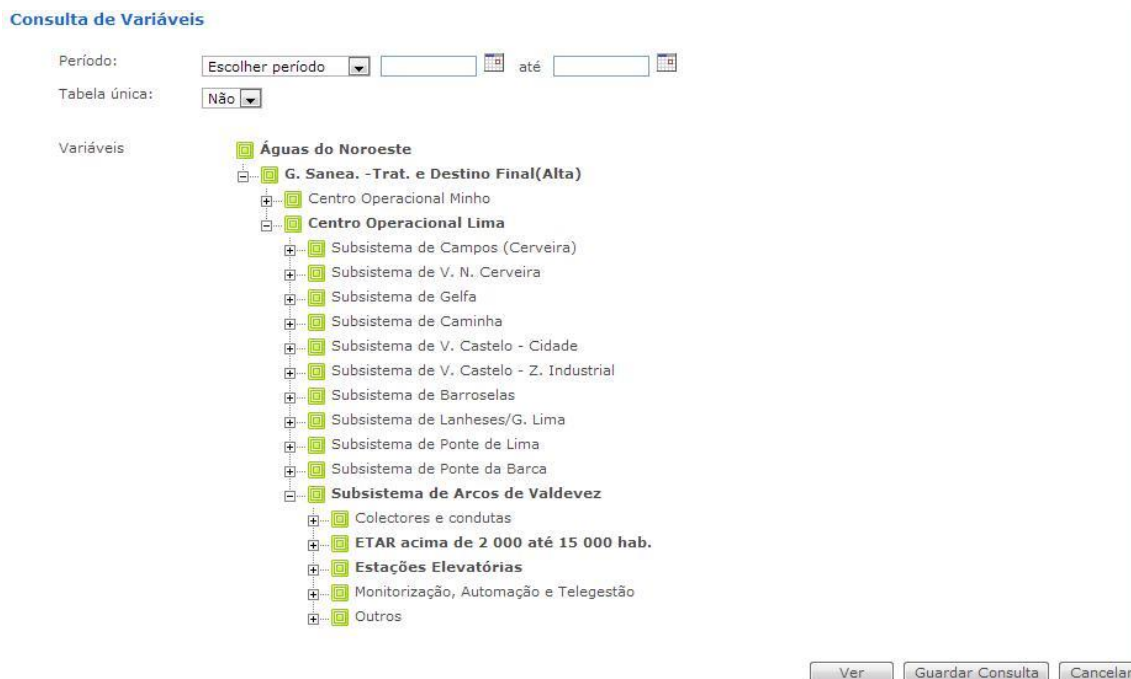 Consulta de Variáveis
Período: Escolher período até
Tabela única: Não
Variáveis Águas do Noroeste
G. Sanea. -Trat. e Destino Final(Alta)
Centro Operacional Minho
Centro Operacional Lima
Subsistema de Campos (Cerveira)
Subsistema de V. N. Cerveira
Subsistema de Gelfa
Subsistema de Caminha
Subsistema de V. Castelo - Cidade
Subsistema de V. Castelo - Z. Industrial
Subsistema de Barroselas
Subsistema de Lanheses/G. Lima
Subsistema de Ponte de Lima
Subsistema de Ponte da Barca
Subsistema de Arcos de Valdevez
Colectores e condutas
ETAR acima de 2 000 até 15 000 hab.
Estações Elevatórias
Monitorização, Automação e Telegestão
Outros
Ver Guardar Consulta Cancelar